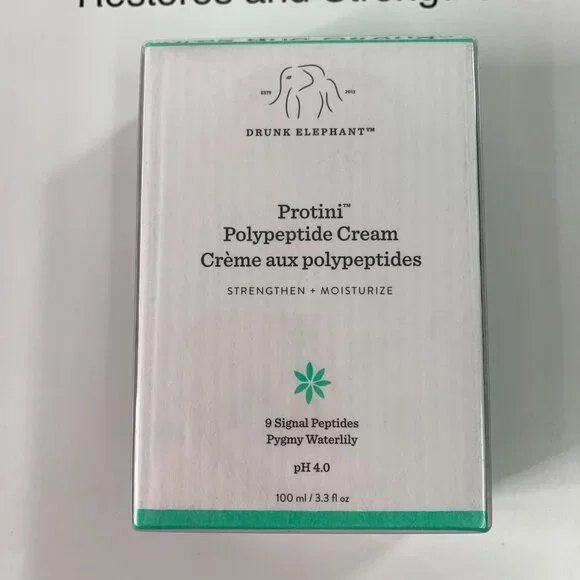 ESTD 2012
DRUNK ELEPHANT™
Protini™
Polypeptide Cream
Crème aux polypeptides
STRENGTHEN + MOISTURIZE
9 Signal Peptides
Pygmy Waterlily
pH 4.0
100 ml / 3.3 fl oz